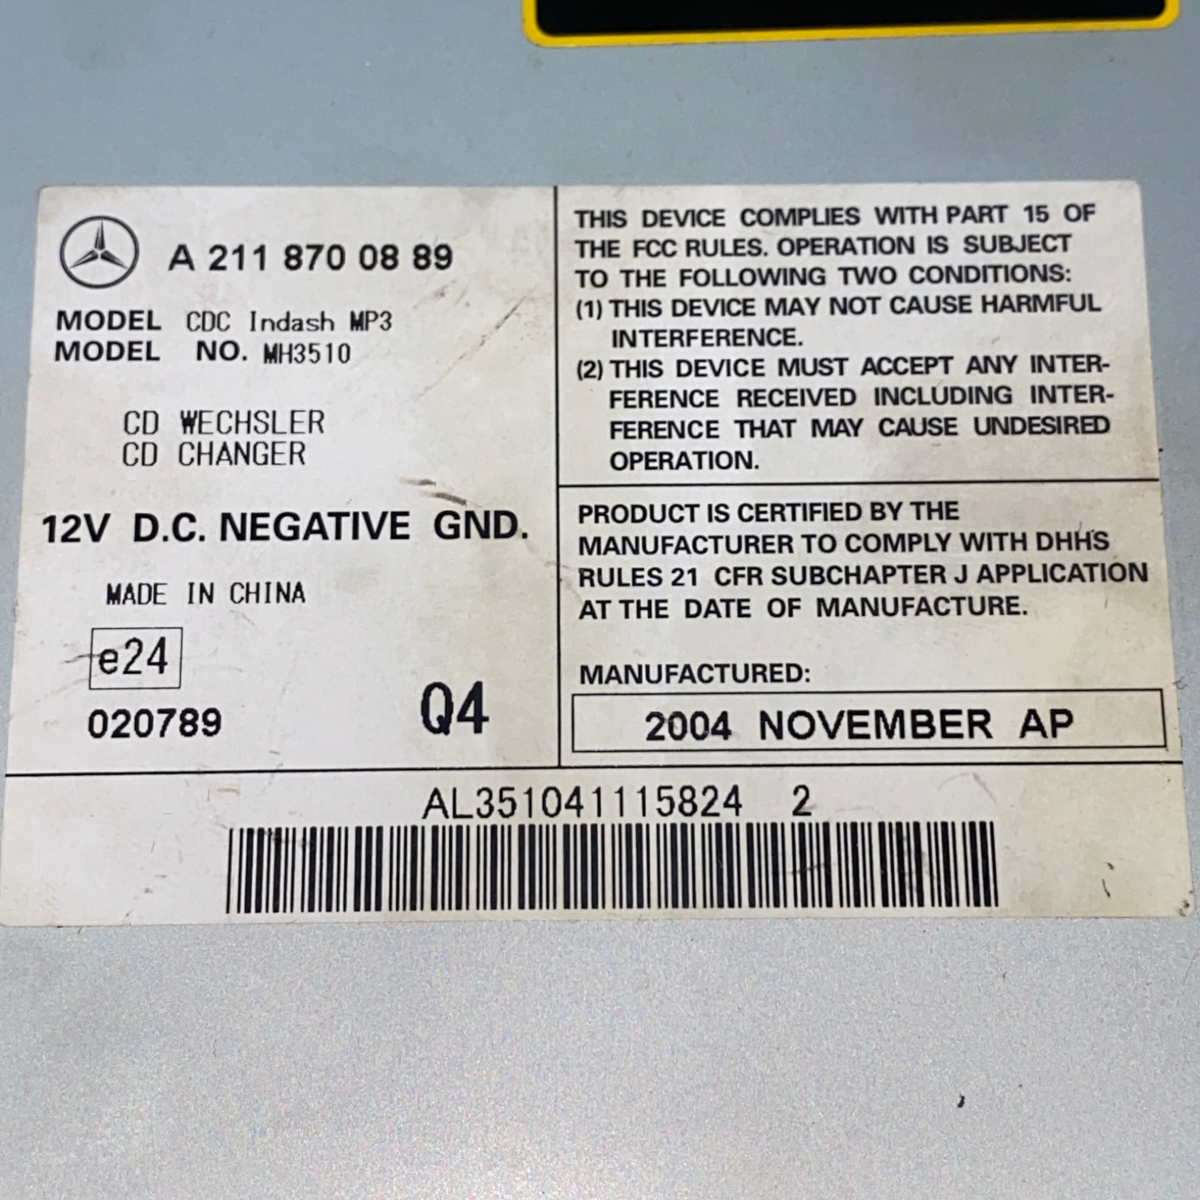 A 211 870 08 89
MODEL CDC Indash MP3
MODEL NO. MH3510
CD WECHSLER
CD CHANGER
12V D.C. NEGATIVE GND.
MADE IN CHINA
e24
020789 Q4
THIS DEVICE COMPLIES WITH PART 15 OF
THE FCC RULES. OPERATION IS SUBJECT
TO THE FOLLOWING TWO CONDITIONS:
(1) THIS DEVICE MAY NOT CAUSE HARMFUL
INTERFERENCE.
(2) THIS DEVICE MUST ACCEPT ANY INTER-
FERENCE RECEIVED INCLUDING INTER-
FERENCE THAT MAY CAUSE UNDESIRED
OPERATION.
PRODUCT IS CERTIFIED BY THE
MANUFACTURER TO COMPLY WITH DHHS
RULES 21 CFR SUBCHAPTER J APPLICATION
AT THE DATE OF MANUFACTURE.
MANUFACTURED:
2004 NOVEMBER AP
AL351041115824 2